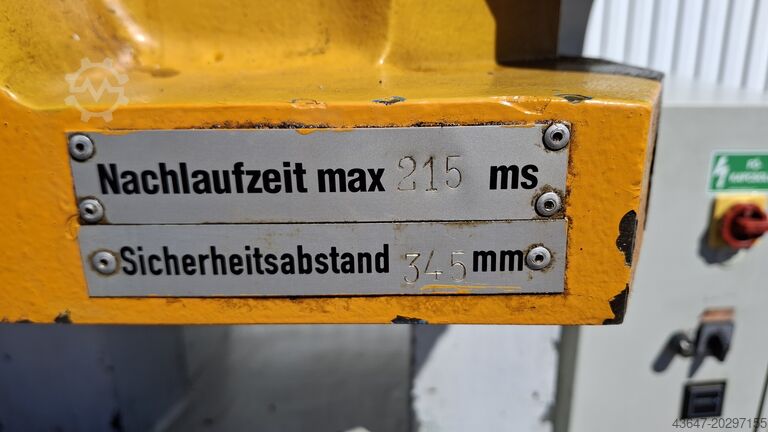 Nachlaufzeit max 215 ms
Sicherheitsabstand 345 mm
43647-20297155